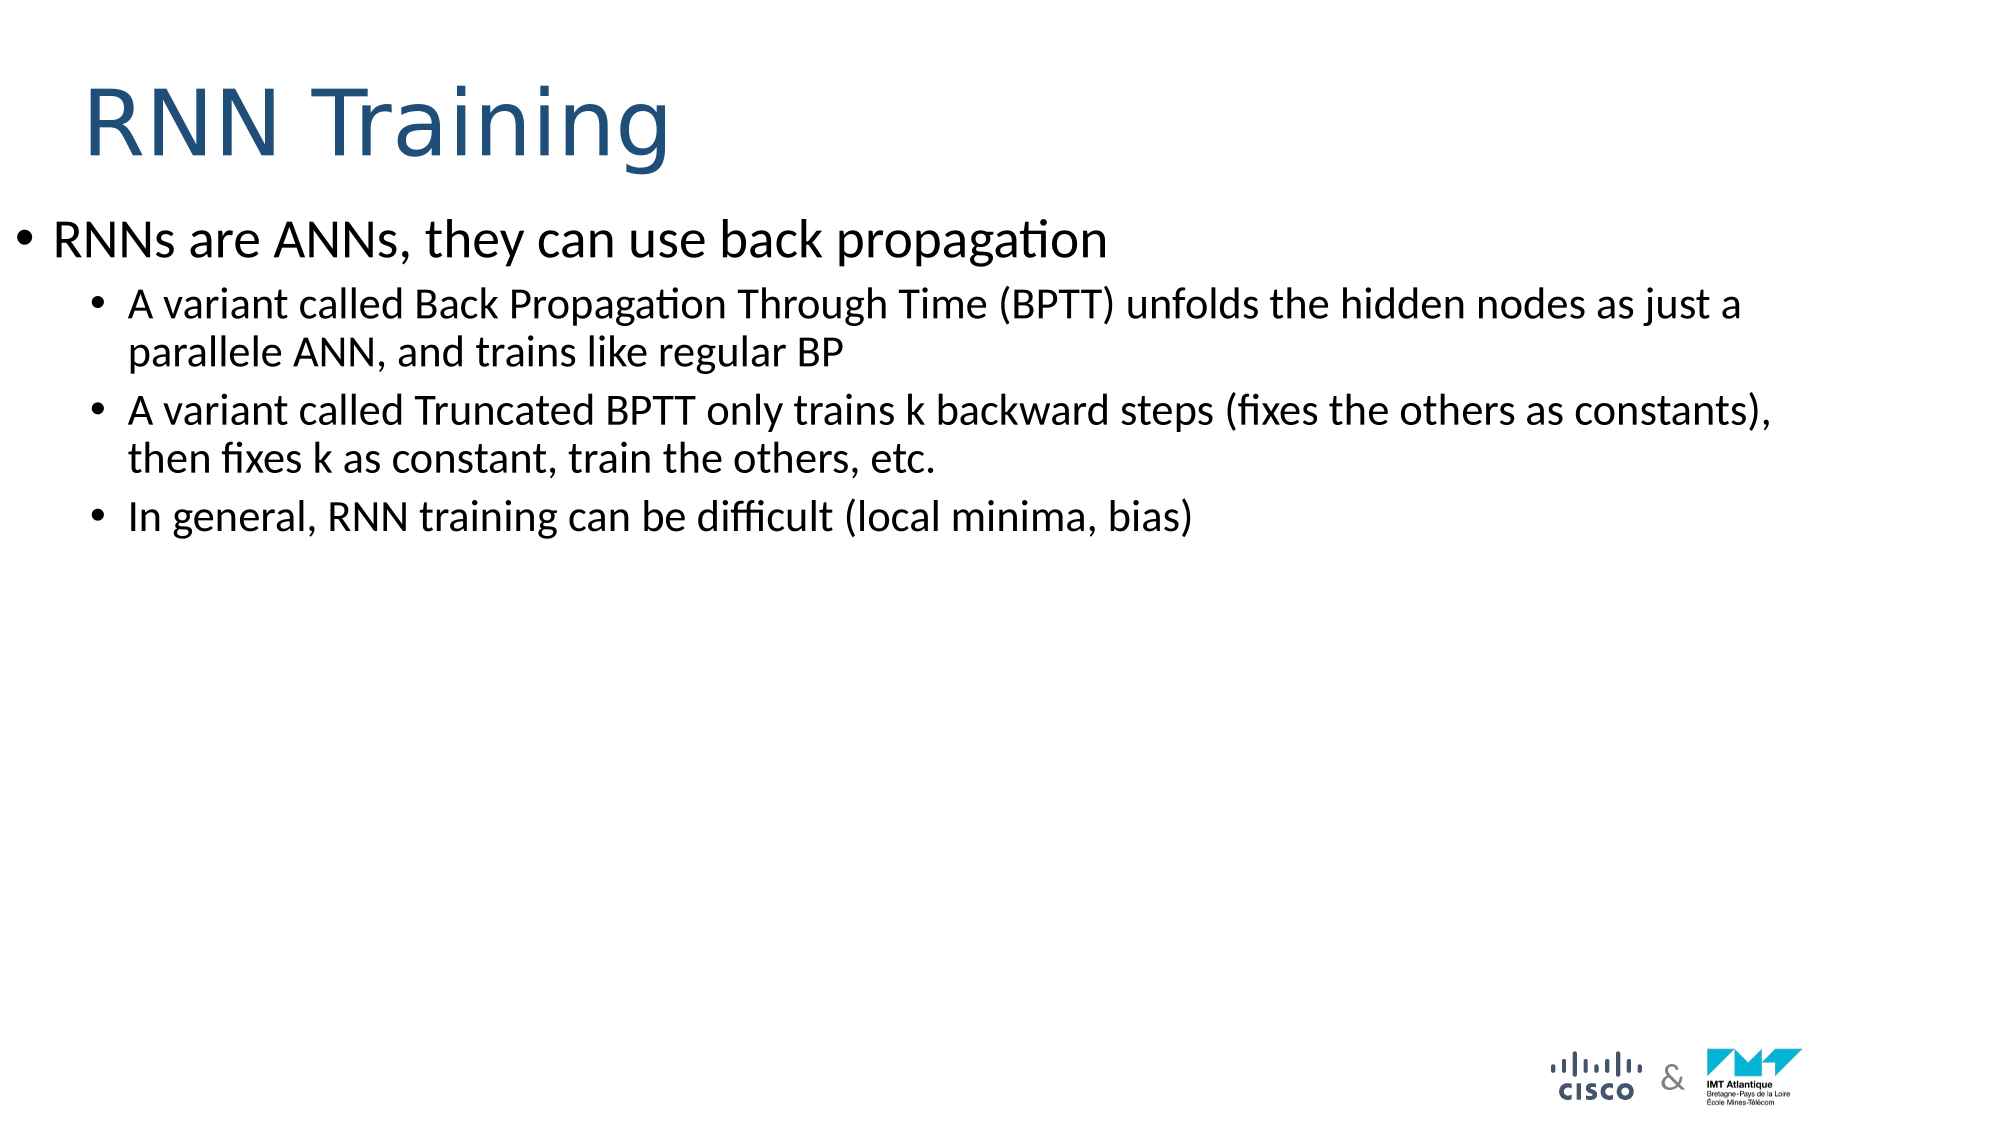 RNN Training
• RNNs are ANNs, they can use back propagation
• A variant called Back Propagation Through Time (BPTT) unfolds the hidden nodes as just a
parallele ANN, and trains like regular BP
• A variant called Truncated BPTT only trains k backward steps (fixes the others as constants),
then fixes k as constant, train the others, etc.
• In general, RNN training can be difficult (local minima, bias)
CISCO
&
IMT Atlantique
Bretagne-Pays de la Loire
École Mines-Télécom